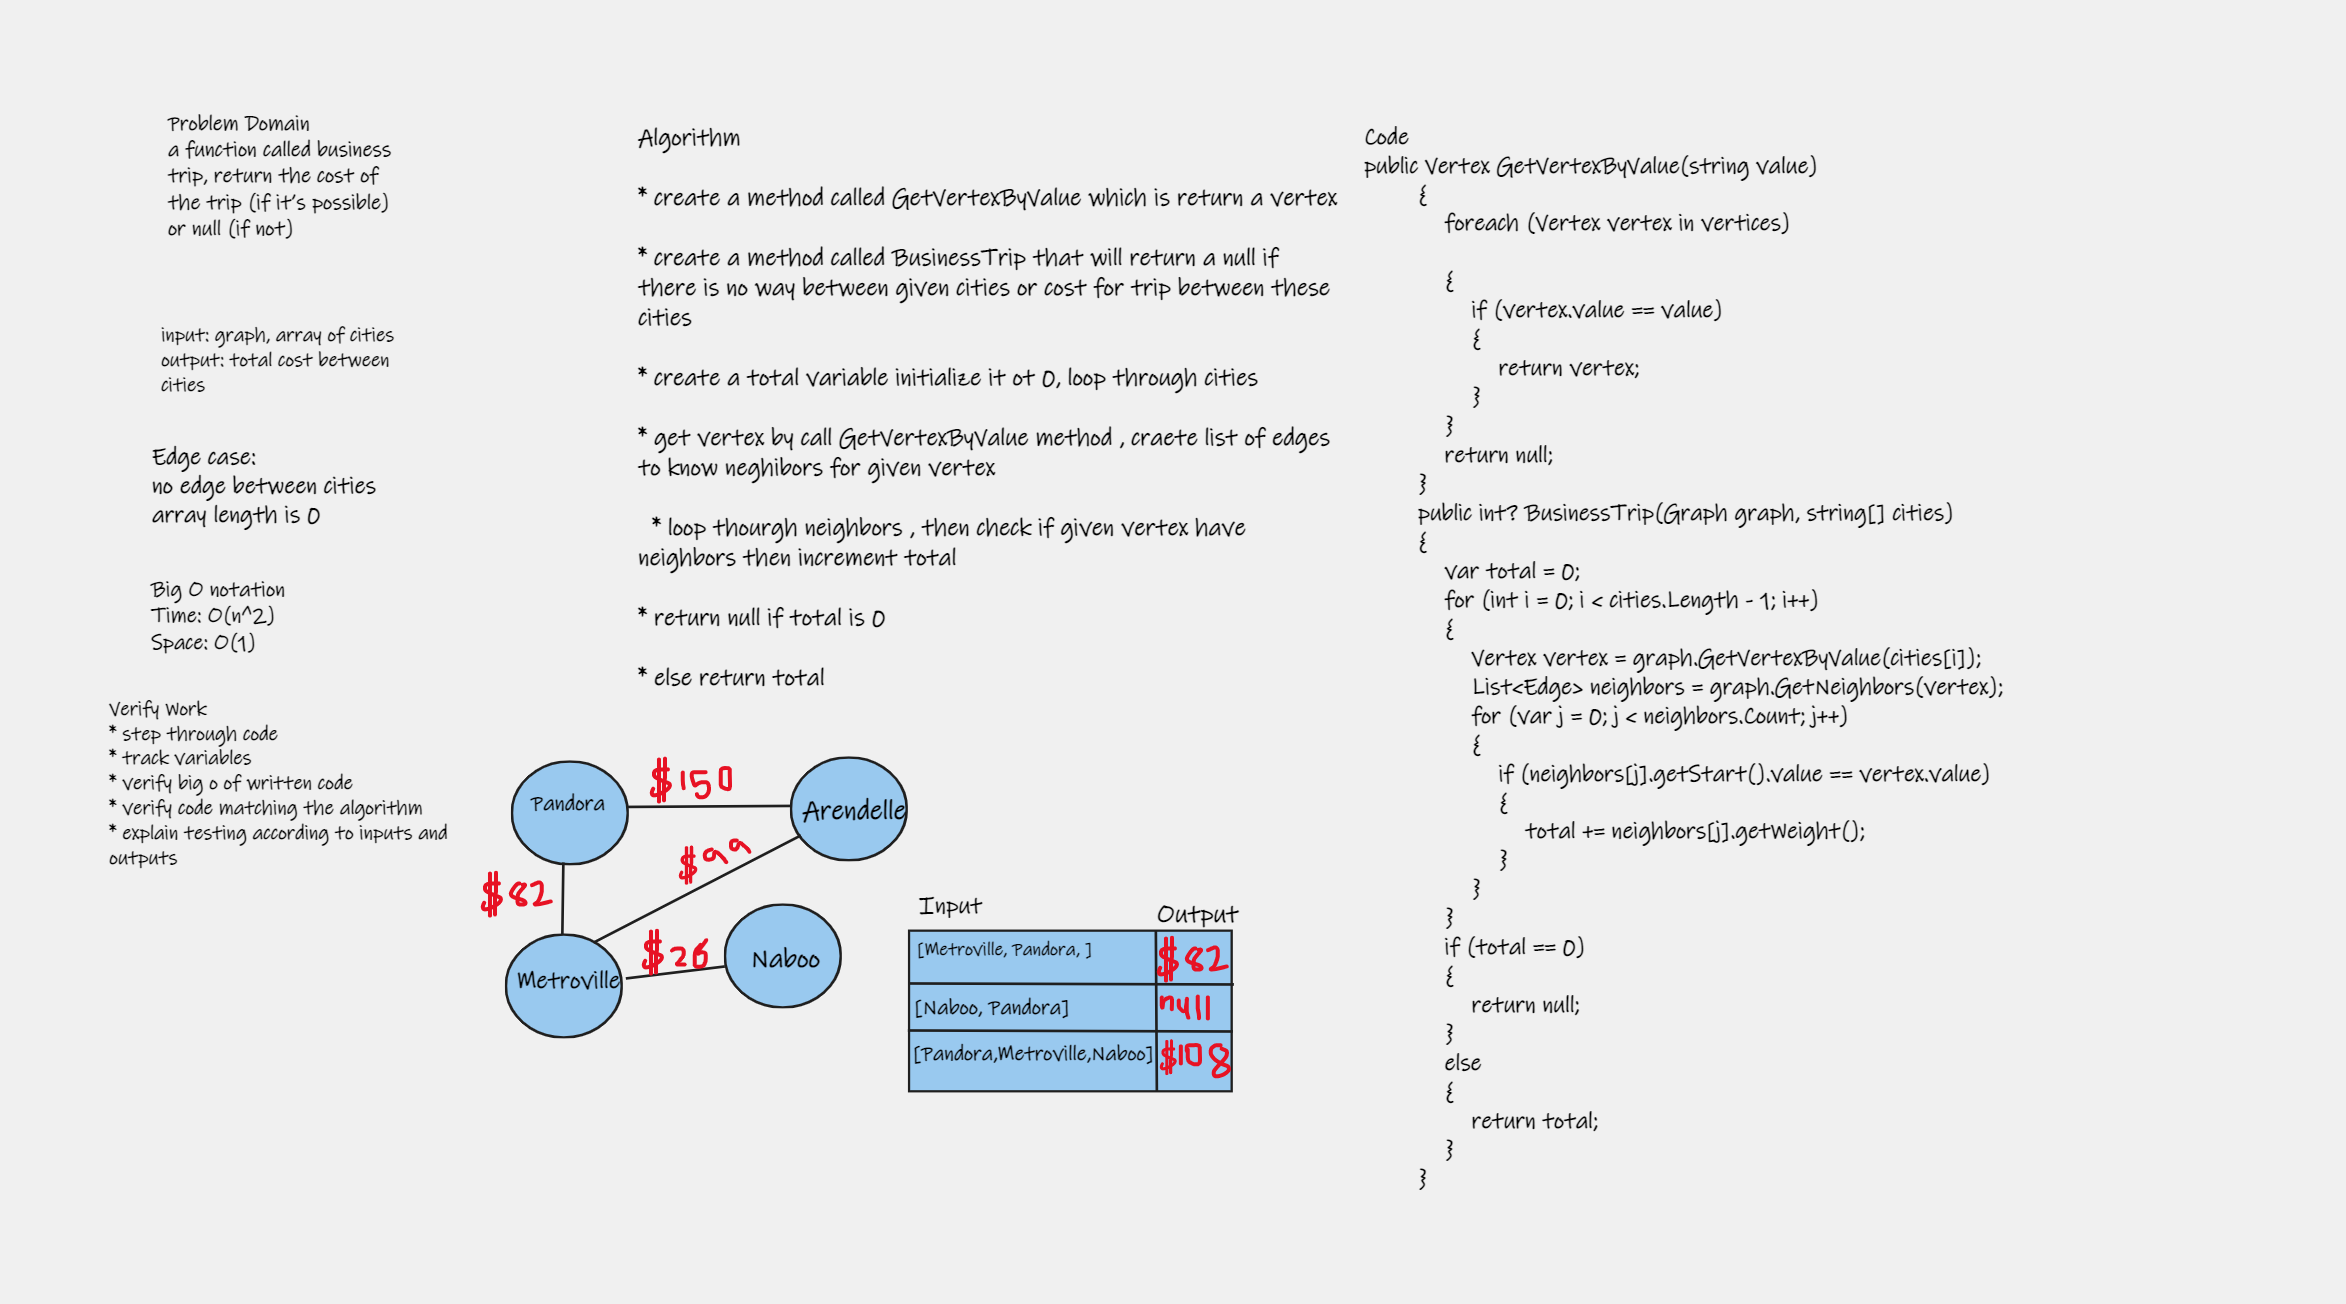 Problem Domain
a function called business
trip, return the cost of
the trip (if it's possible)
or null (if not)
input: graph, array of cities
output: total cost between
cities
Edge case:
no edge between cities
array length is 0
Big O notation
Time: O(n^2)
Space: O(1)
Verify Work
* step through code
* track variables
* verify big o of written code
* verify code matching the algorithm
* explain testing according to inputs and
outputs
Algorithm
* create a method called GetVertexByValue which is return a vertex
* create a method called BusinessTrip that will return a null if
there is no way between given cities or cost for trip between these
cities
* create a total variable initialize it ot 0, loop through cities
* get vertex by call GetVertexByValue method , craete list of edges
to know neghibors for given vertex
* loop thourgh neighbors , then check if given vertex have
neighbors then increment total
* return null if total is 0
* else return total
Pandora
$150
Arendelle
$99
$82
Metroville
$26
Naboo
Input
Output
[Metroville, Pandora, ]
$82
[Naboo, Pandora]
null
[Pandora,Metroville,Naboo]
$108
Code
public Vertex GetVertexByValue(string value)
{
foreach (Vertex vertex in vertices)
{
if (vertex.value == value)
{
return vertex;
}
}
return null;
}
public int? BusinessTrip(Graph graph, string[] cities)
{
var total = 0;
for (int i = 0; i < cities.Length - 1; i++)
{
Vertex vertex = graph.GetVertexByValue(cities[i]);
List<Edge> neighbors = graph.GetNeighbors(vertex);
for (var j = 0; j < neighbors.Count; j++)
{
if (neighbors[j].getStart().value == vertex.value)
{
total += neighbors[j].getWeight();
}
}
}
if (total == 0)
{
return null;
}
else
{
return total;
}
}